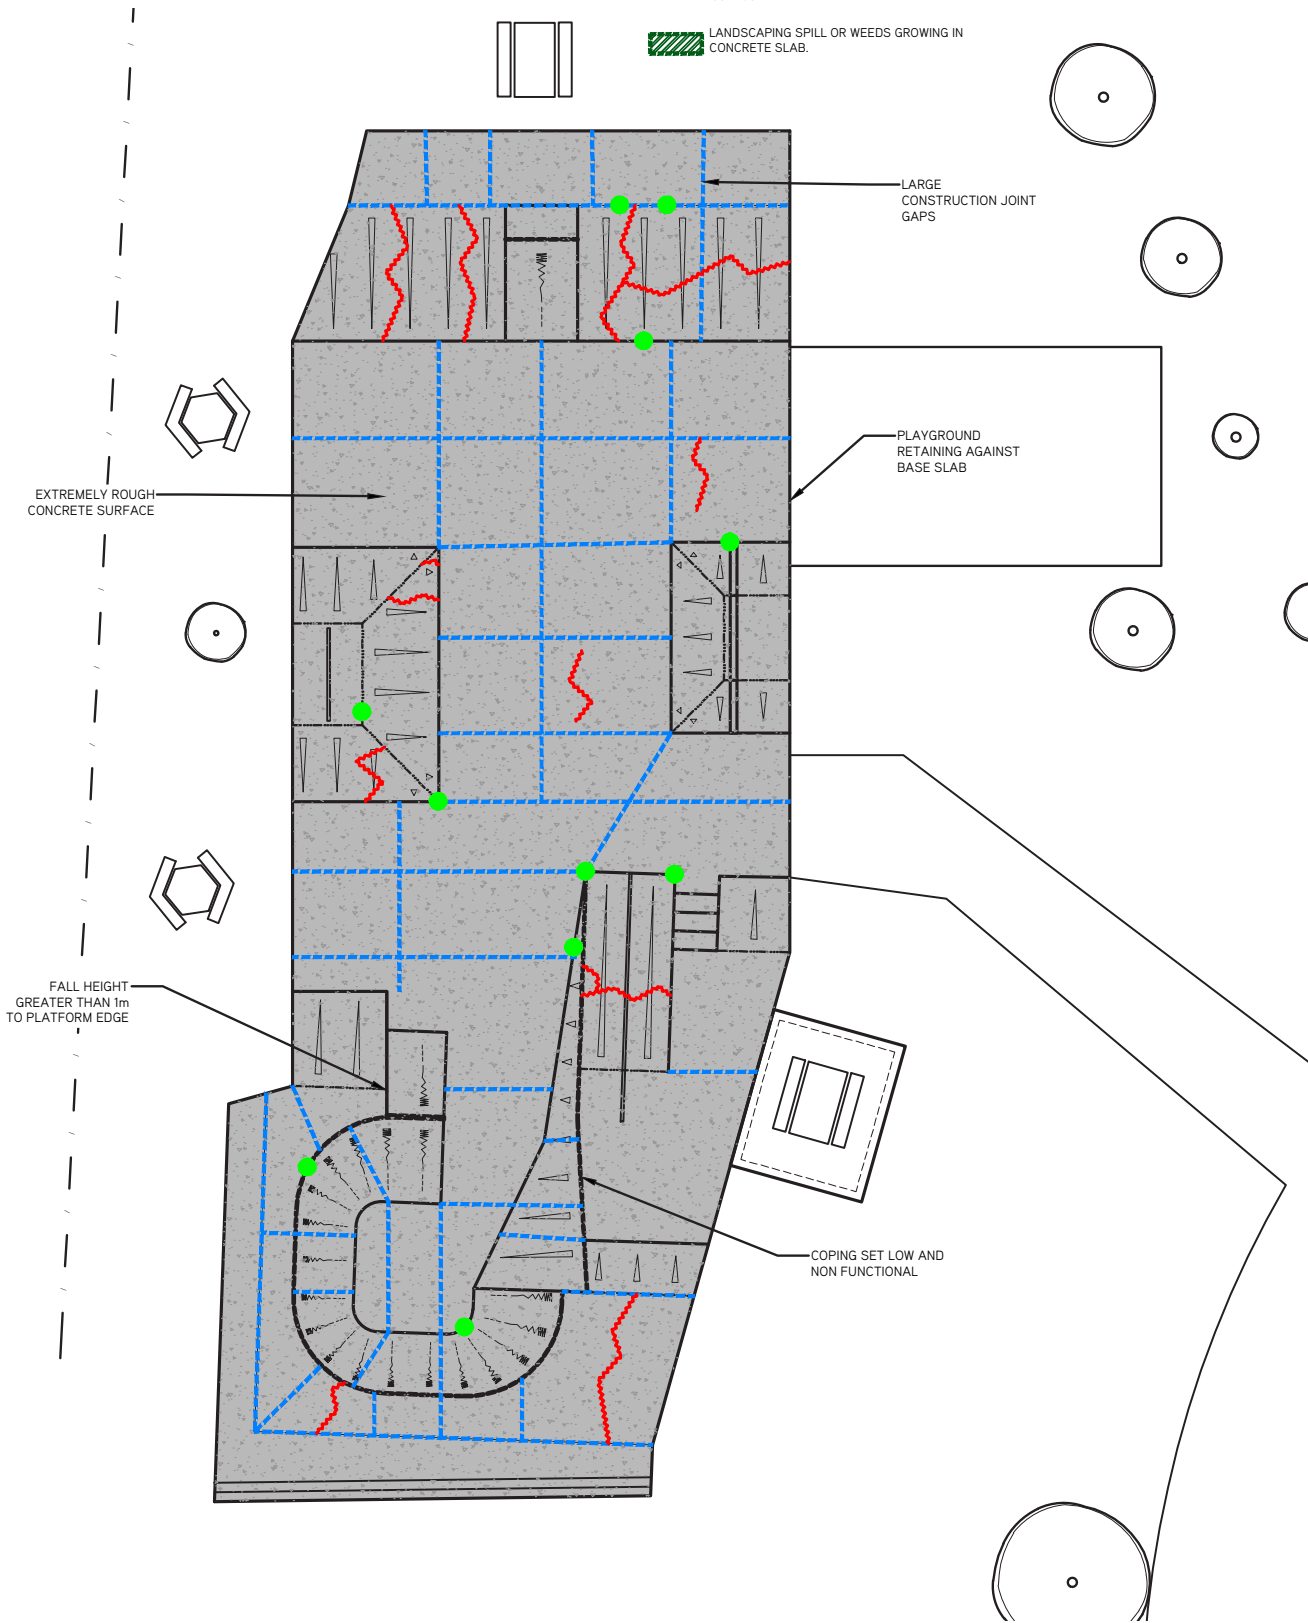 LANDSCAPING SPILL OR WEEDS GROWING IN
CONCRETE SLAB.
LARGE
CONSTRUCTION JOINT
GAPS
PLAYGROUND
RETAINING AGAINST
BASE SLAB
EXTREMELY ROUGH
CONCRETE SURFACE
FALL HEIGHT
GREATER THAN 1m
TO PLATFORM EDGE
COPING SET LOW AND
NON FUNCTIONAL